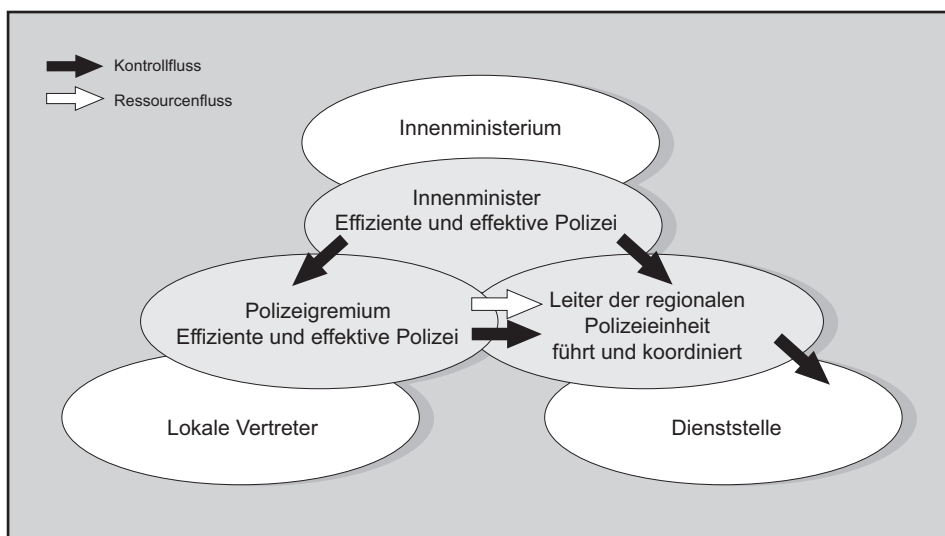 Kontrollfluss
Ressourcenfluss
Innenministerium
Innenminister
Effiziente und effektive Polizei
Polizeigremium
Effiziente und effektive Polizei
Leiter der regionalen
Polizeieinheit
führt und koordiniert
Lokale Vertreter
Dienststelle